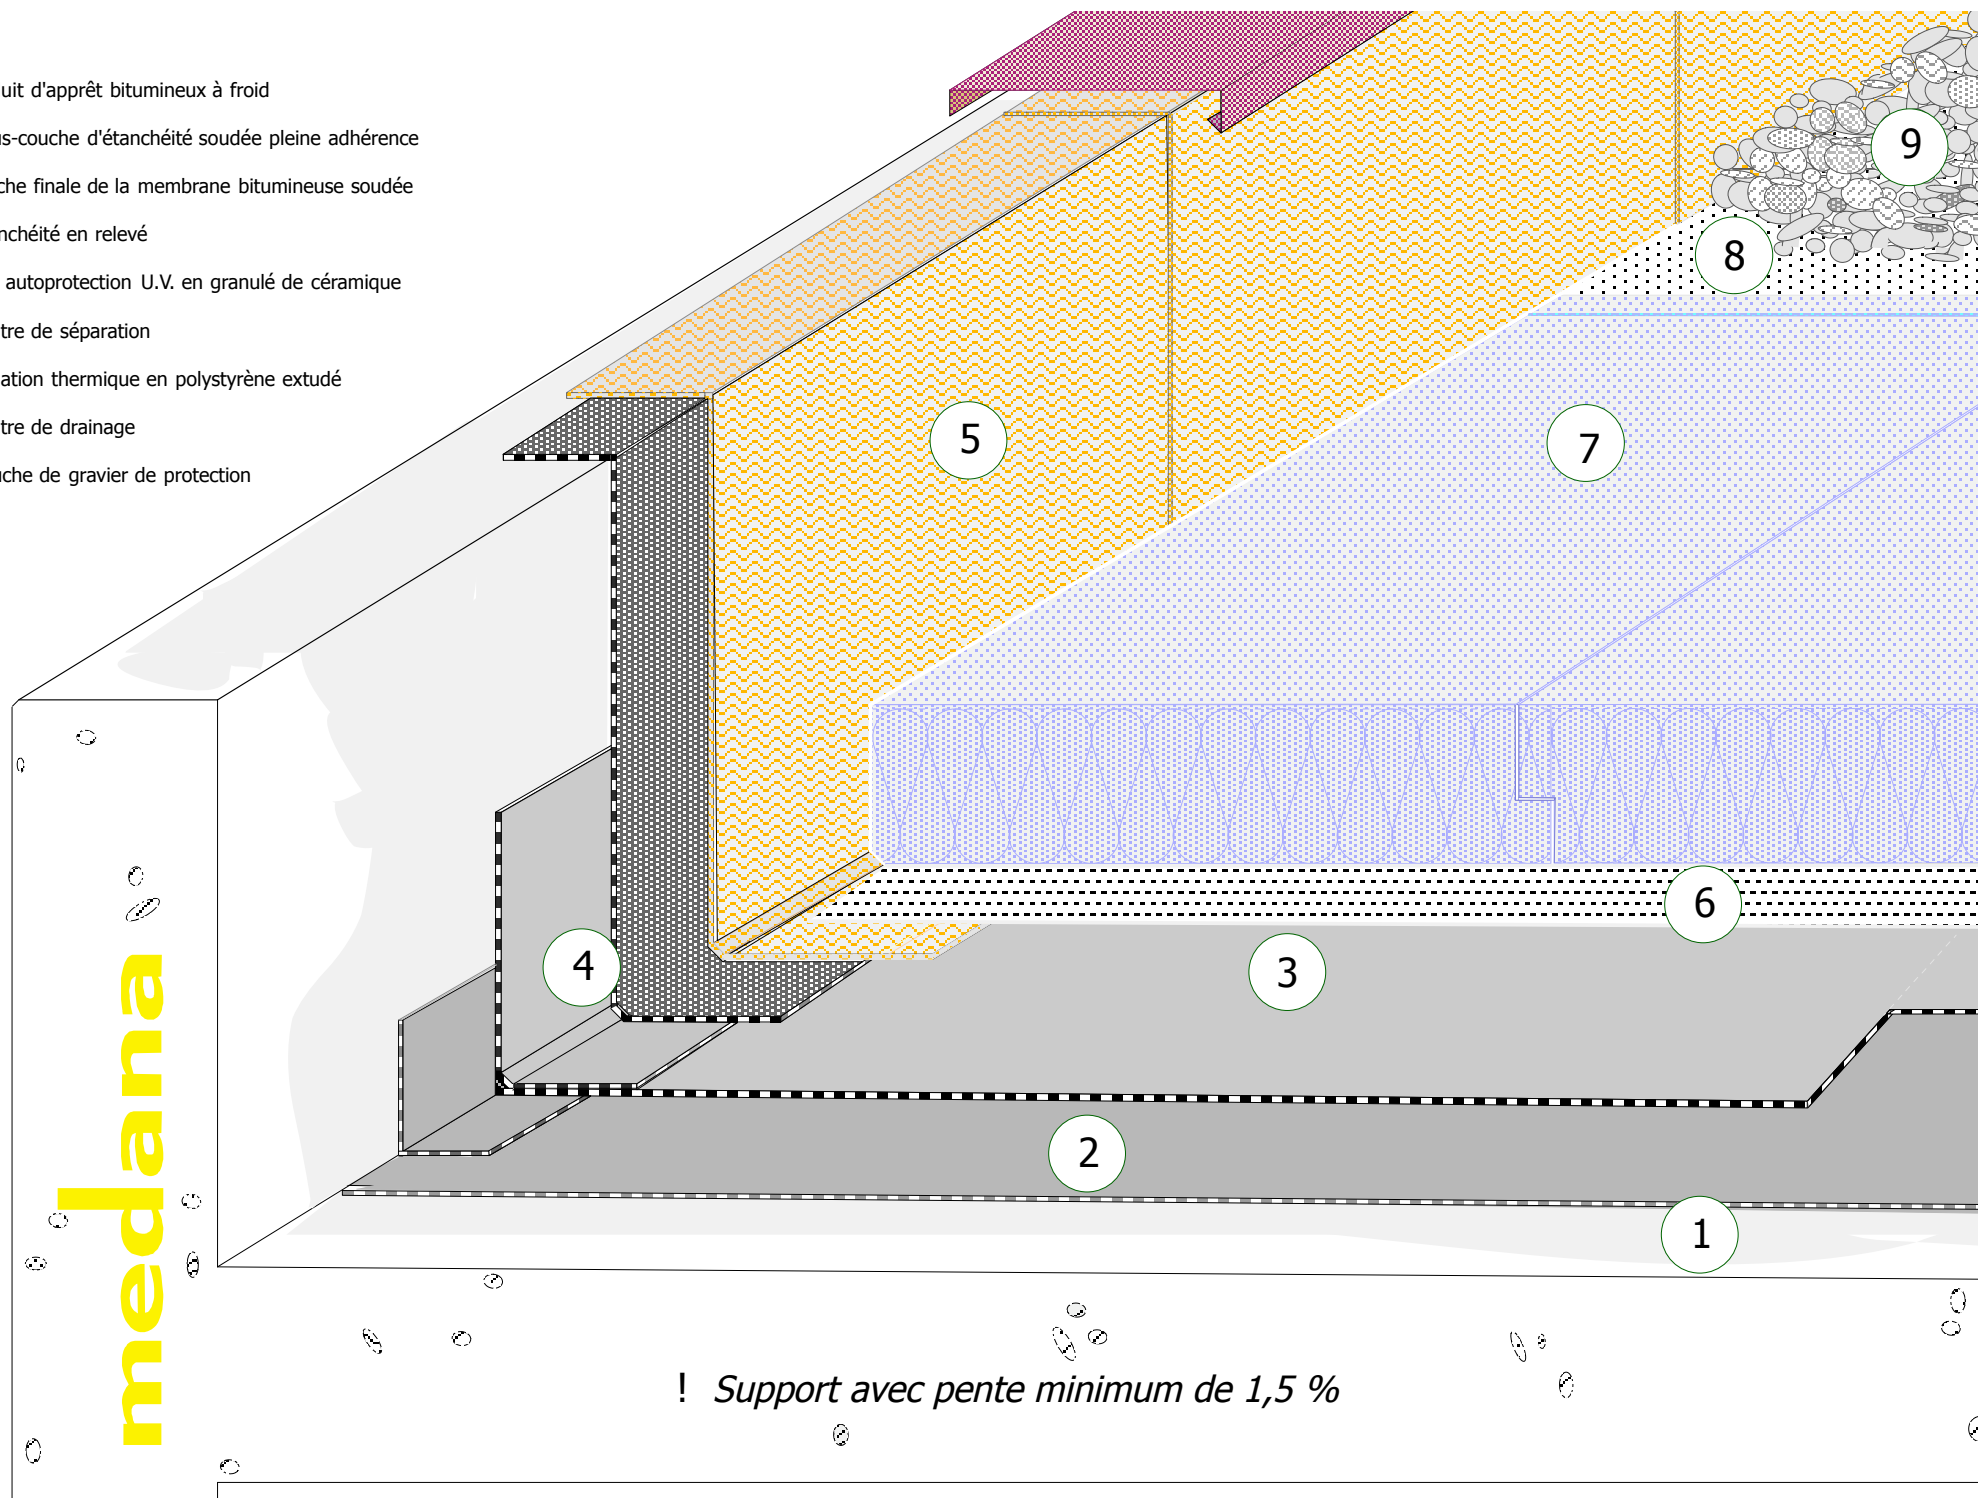 uit d'apprêt bitumineux à froid
s-couche d'étanchéité soudée pleine adhérence
che finale de la membrane bitumineuse soudée
nchéité en relevé
autoprotection U.V. en granulé de céramique
tre de séparation
ation thermique en polystyrène extudé
tre de drainage
che de gravier de protection
9
8
5
7
6
4
3
2
1
medana
! Support avec pente minimum de 1,5 %